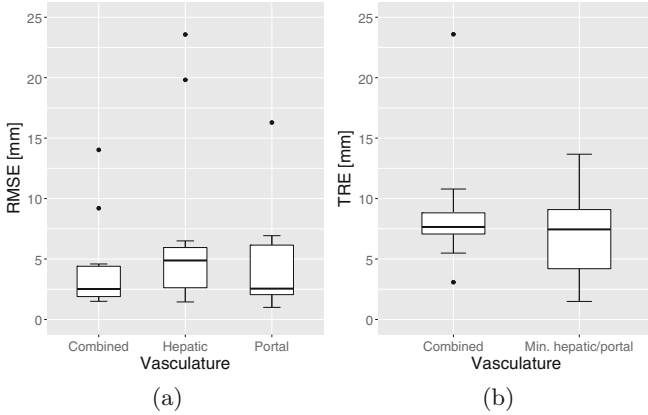 RMSE [mm]
25
20
15
10
5
0
Combined Hepatic Portal
Vasculature
(a)
TRE [mm]
25
20
15
10
5
0
Combined Min. hepatic/portal
Vasculature
(b)